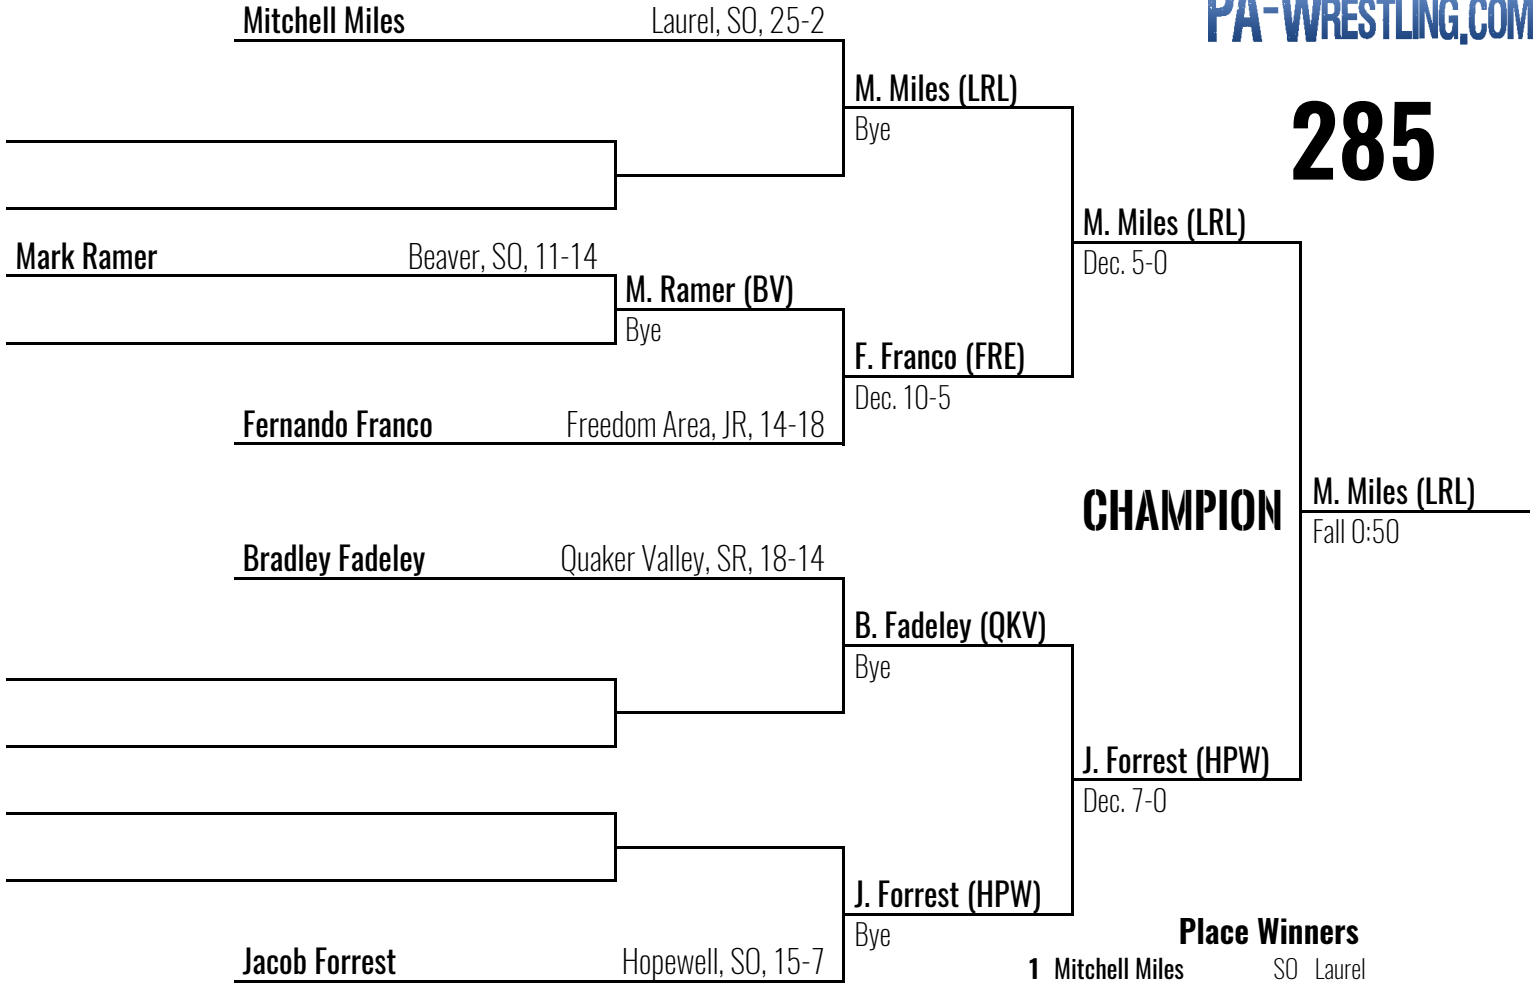 PA-WRESTLING.COM
285
Mitchell Miles Laurel, SO, 25-2
M. Miles (LRL)
Bye
M. Miles (LRL)
Dec. 5-0
Mark Ramer Beaver, SO, 11-14
M. Ramer (BV)
Bye
F. Franco (FRE)
Dec. 10-5
Fernando Franco Freedom Area, JR, 14-18
CHAMPION
M. Miles (LRL)
Fall 0:50
Bradley Fadeley Quaker Valley, SR, 18-14
B. Fadeley (QKV)
Bye
J. Forrest (HPW)
Dec. 7-0
J. Forrest (HPW)
Bye
Jacob Forrest Hopewell, SO, 15-7
Place Winners
1 Mitchell Miles SO Laurel